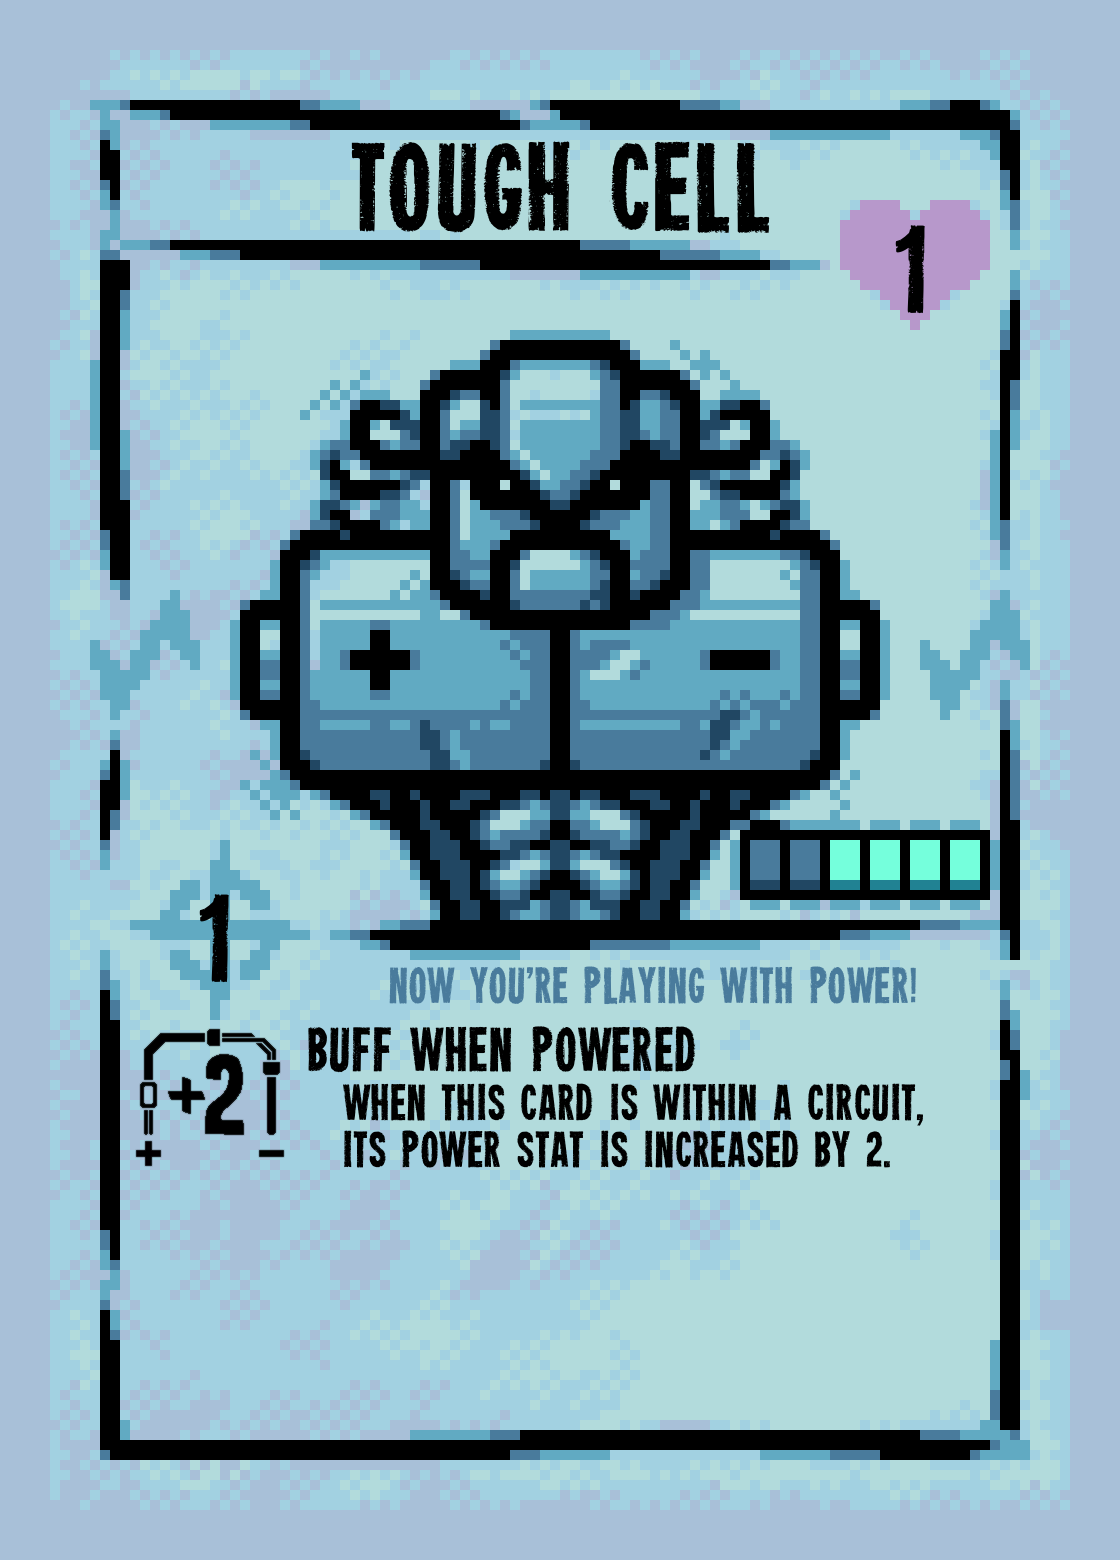 TOUGH CELL
1
+ -
1
NOW YOU'RE PLAYING WITH POWER!
+2
+ -
BUFF WHEN POWERED
WHEN THIS CARD IS WITHIN A CIRCUIT,
ITS POWER STAT IS INCREASED BY 2.